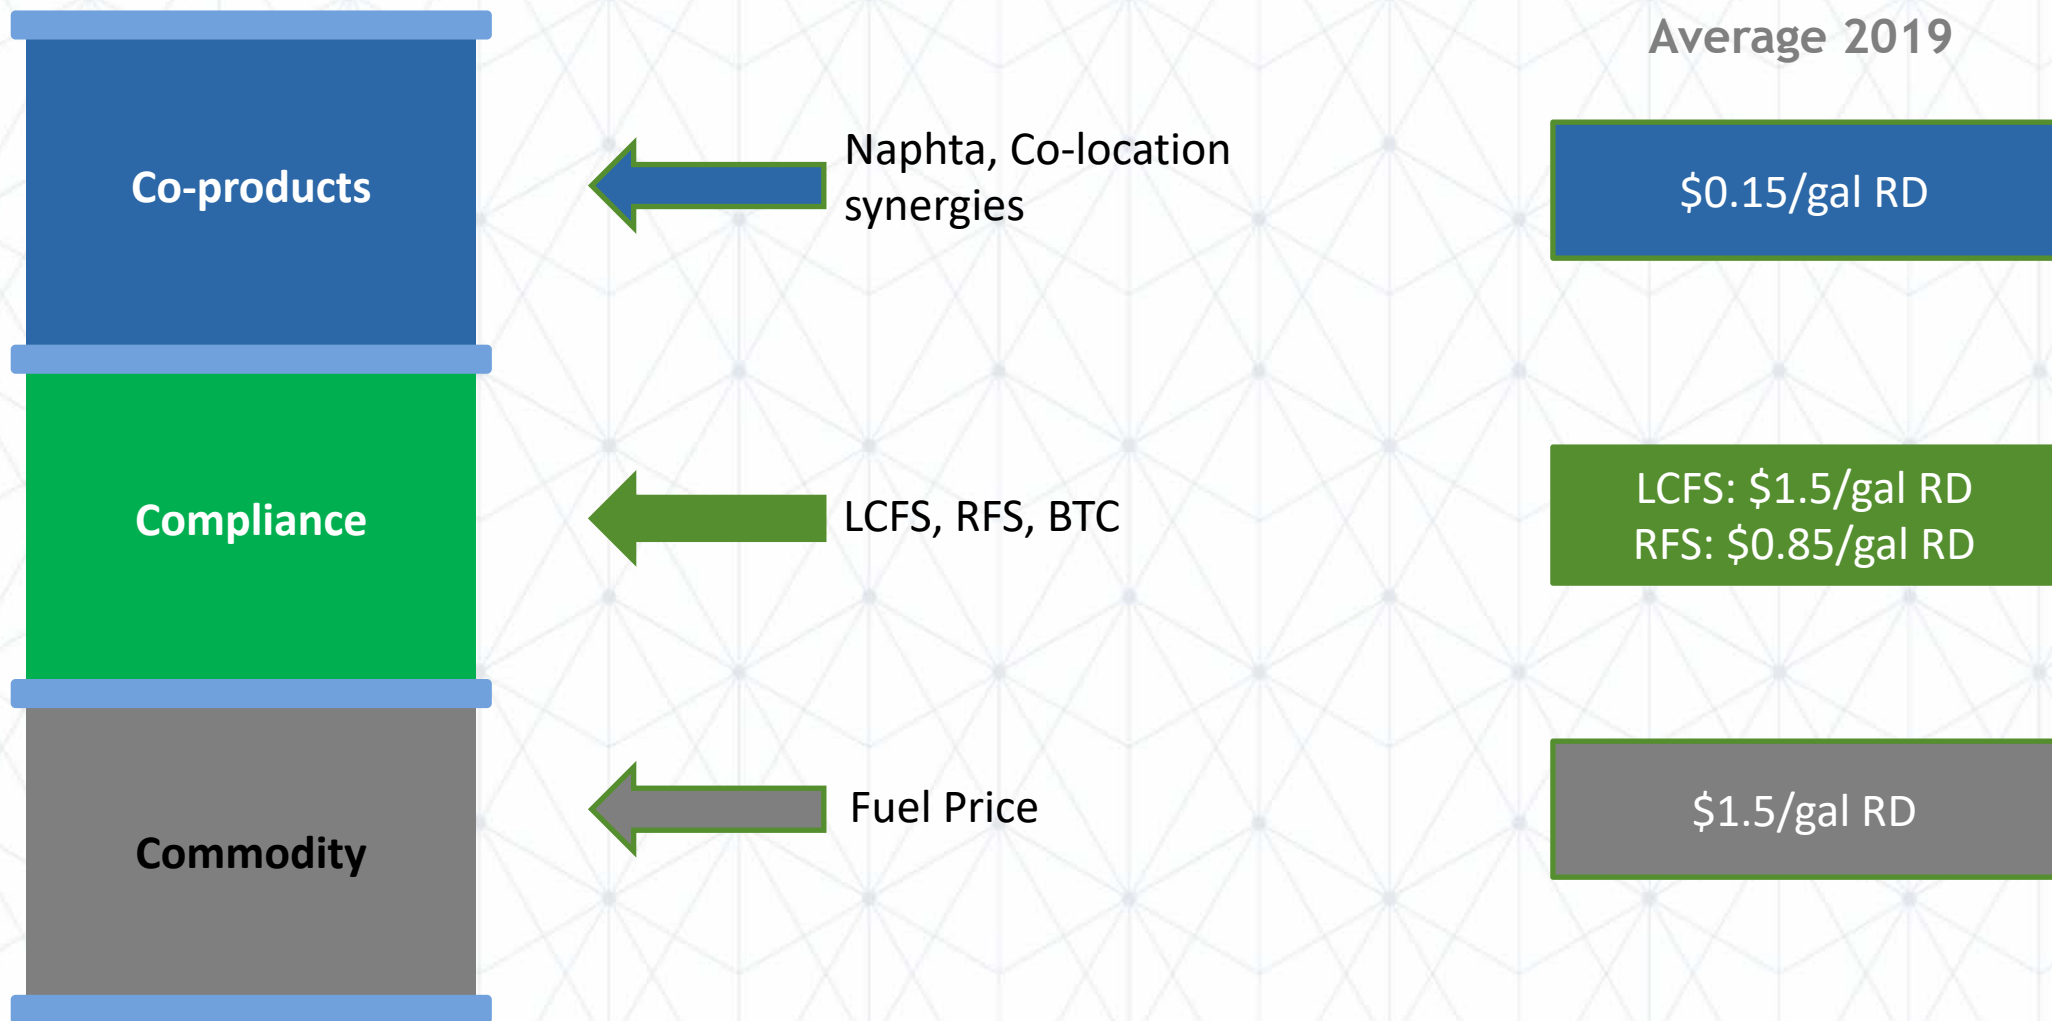 Average 2019
Co-products
Naphta, Co-location
synergies
$0.15/gal RD
Compliance
LCFS, RFS, BTC
LCFS: $1.5/gal RD
RFS: $0.85/gal RD
Commodity
Fuel Price
$1.5/gal RD